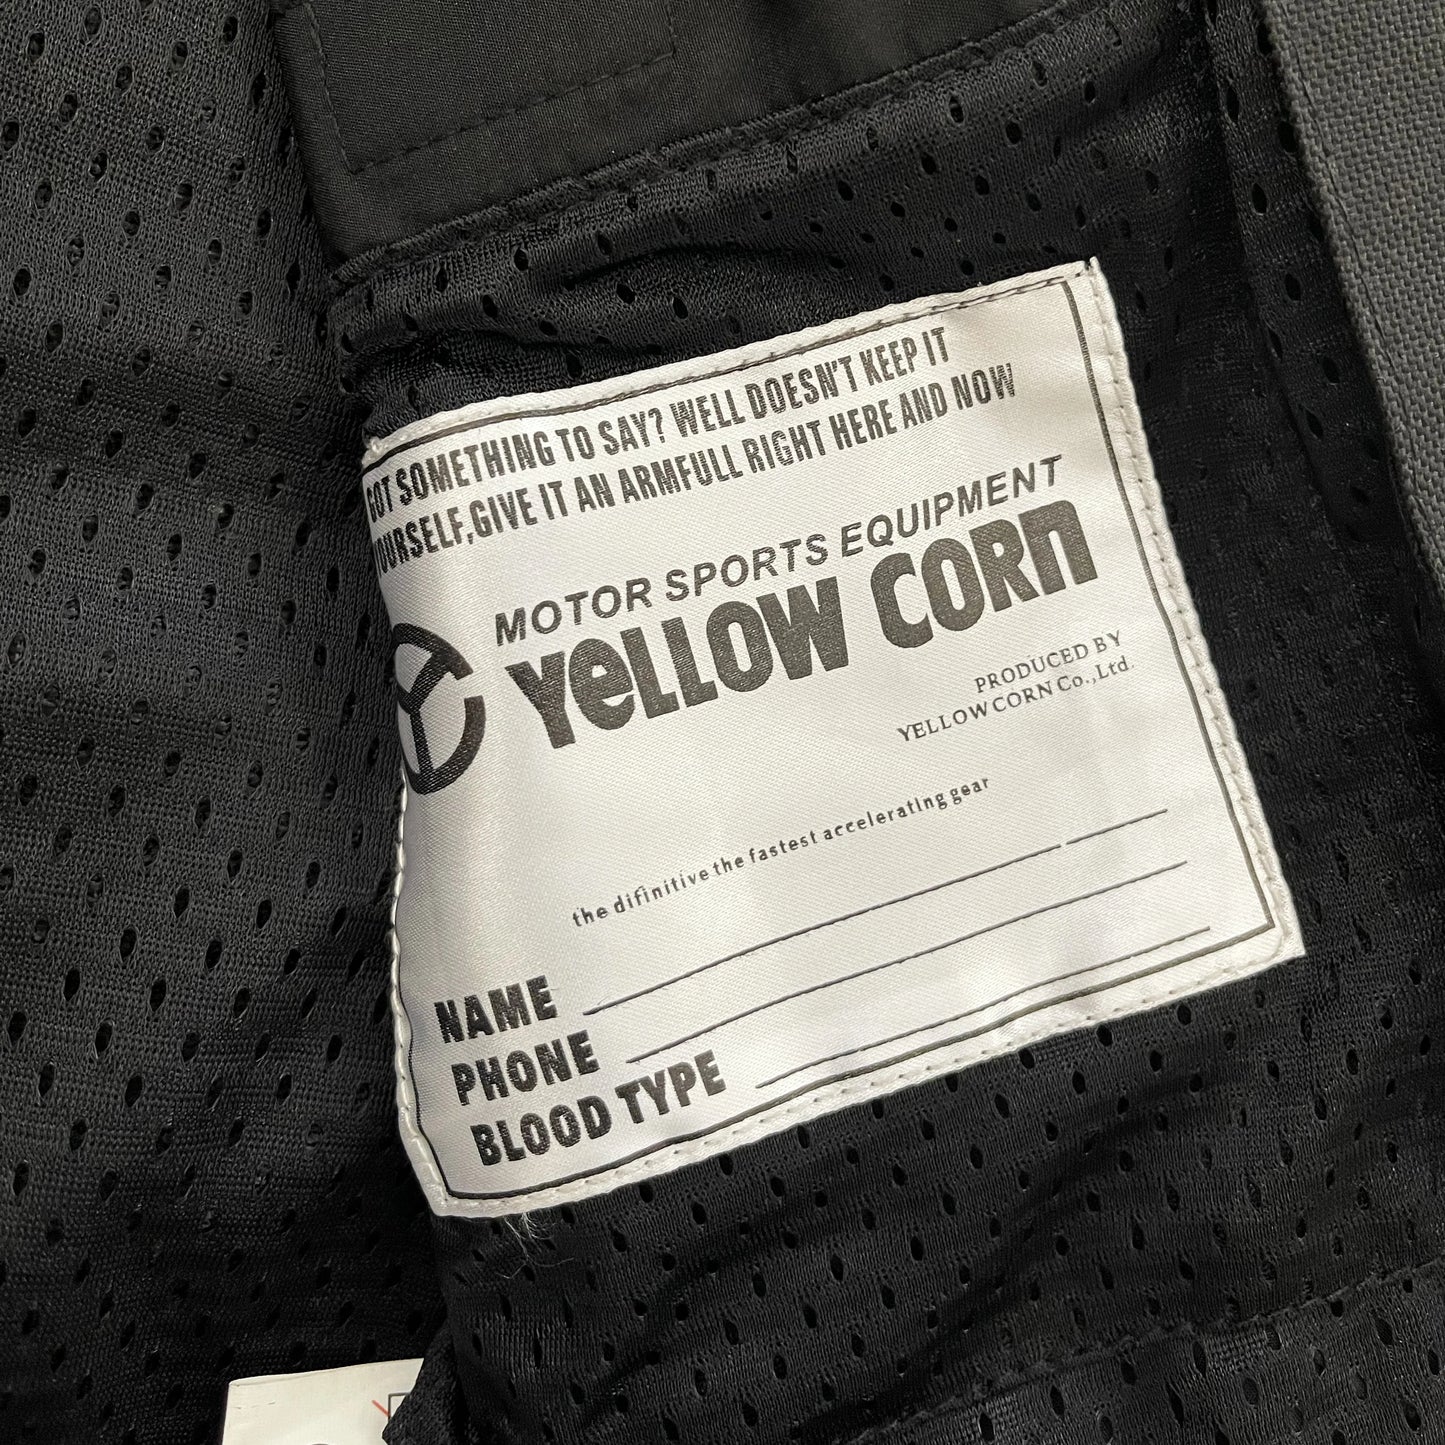 GOT SOMETHING TO SAY? WELL DOESN'T KEEP IT
YOURSELF,GIVE IT AN ARMFULL RIGHT HERE AND NOW
MOTOR SPORTS EQUIPMENT
YELLOW CORN
PRODUCED BY
YELLOW CORN Co.,Ltd.
the difinitive the fastest accelerating gear
NAME
PHONE
BLOOD TYPE